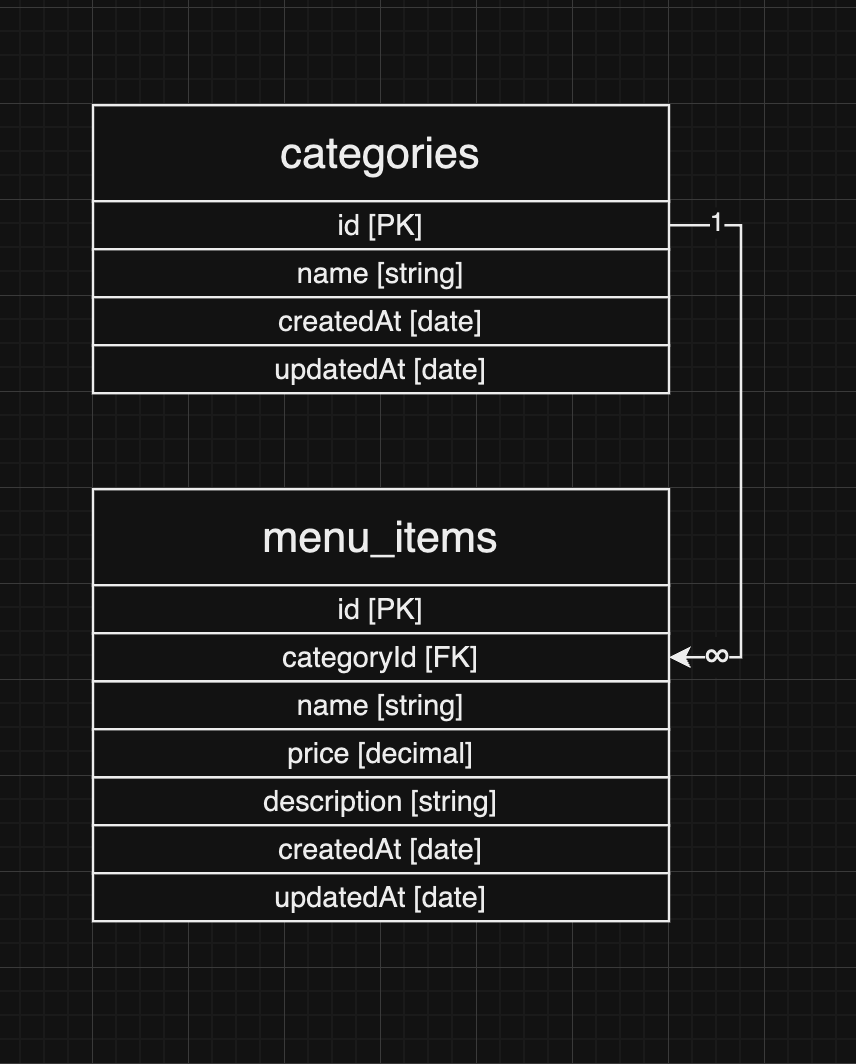 categories
id [PK]
1
name [string]
createdAt [date]
updatedAt [date]
menu_items
id [PK]
categoryId [FK]
∞
name [string]
price [decimal]
description [string]
createdAt [date]
updatedAt [date]